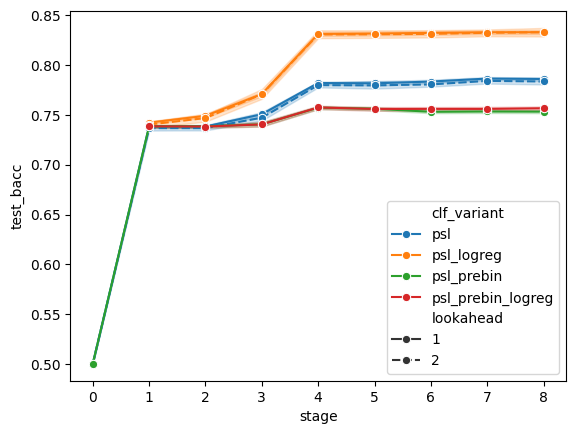 0.85
0.80
0.75
0.70
0.65
0.60
0.55
0.50
test_bacc
0 1 2 3 4 5 6 7 8
stage
clf_variant
psl
psl_logreg
psl_prebin
psl_prebin_logreg
lookahead
1
2